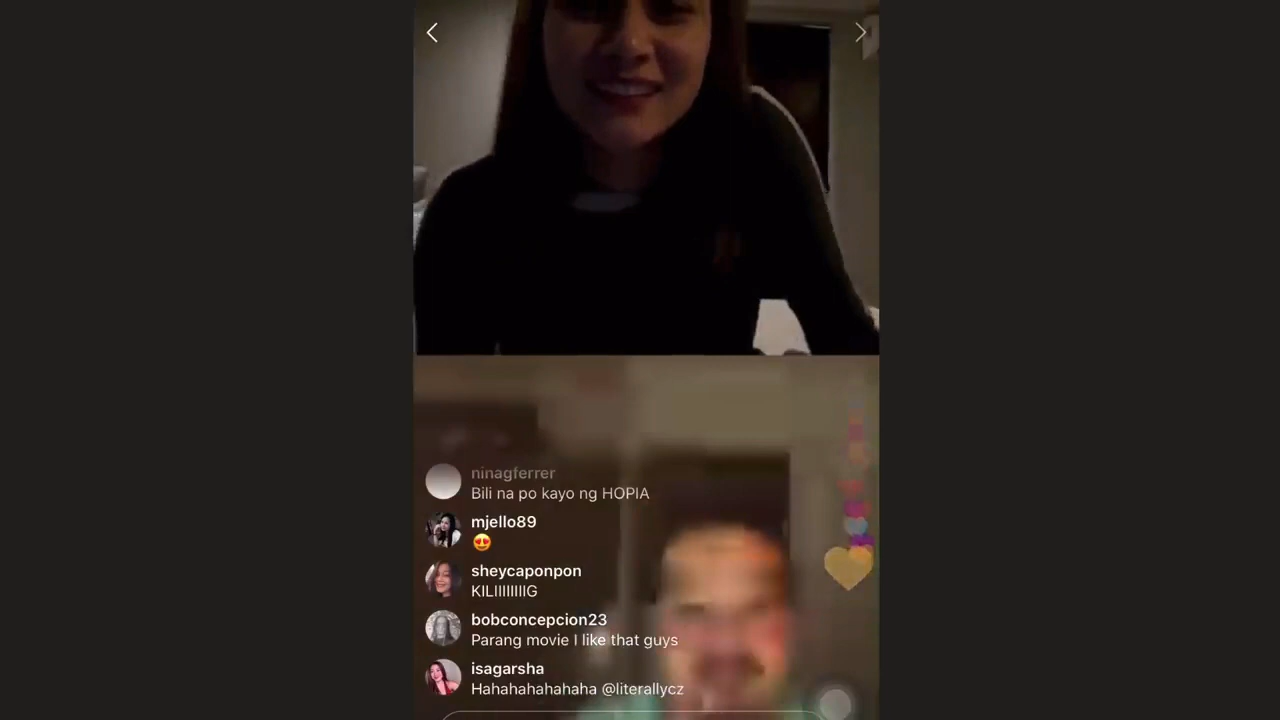 ninagferrer
Bili na po kayo ng HOPIA
mjello89
😍
sheycaponpon
KILIIIIIIIIG
bobconcepcion23
Parang movie I like that guys
isagarsha
Hahahahahahaha @literallycz